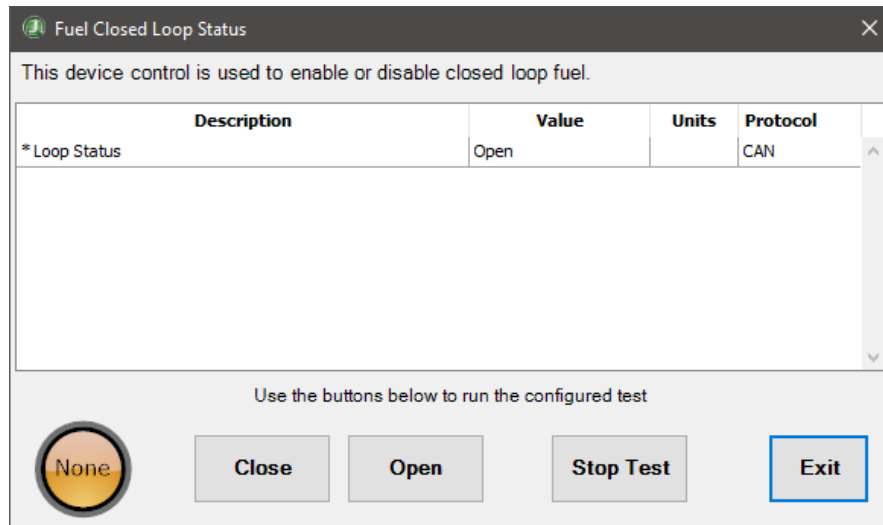 Fuel Closed Loop Status
This device control is used to enable or disable closed loop fuel.
Description Value Units Protocol
* Loop Status Open CAN
Use the buttons below to run the configured test
None Close Open Stop Test Exit